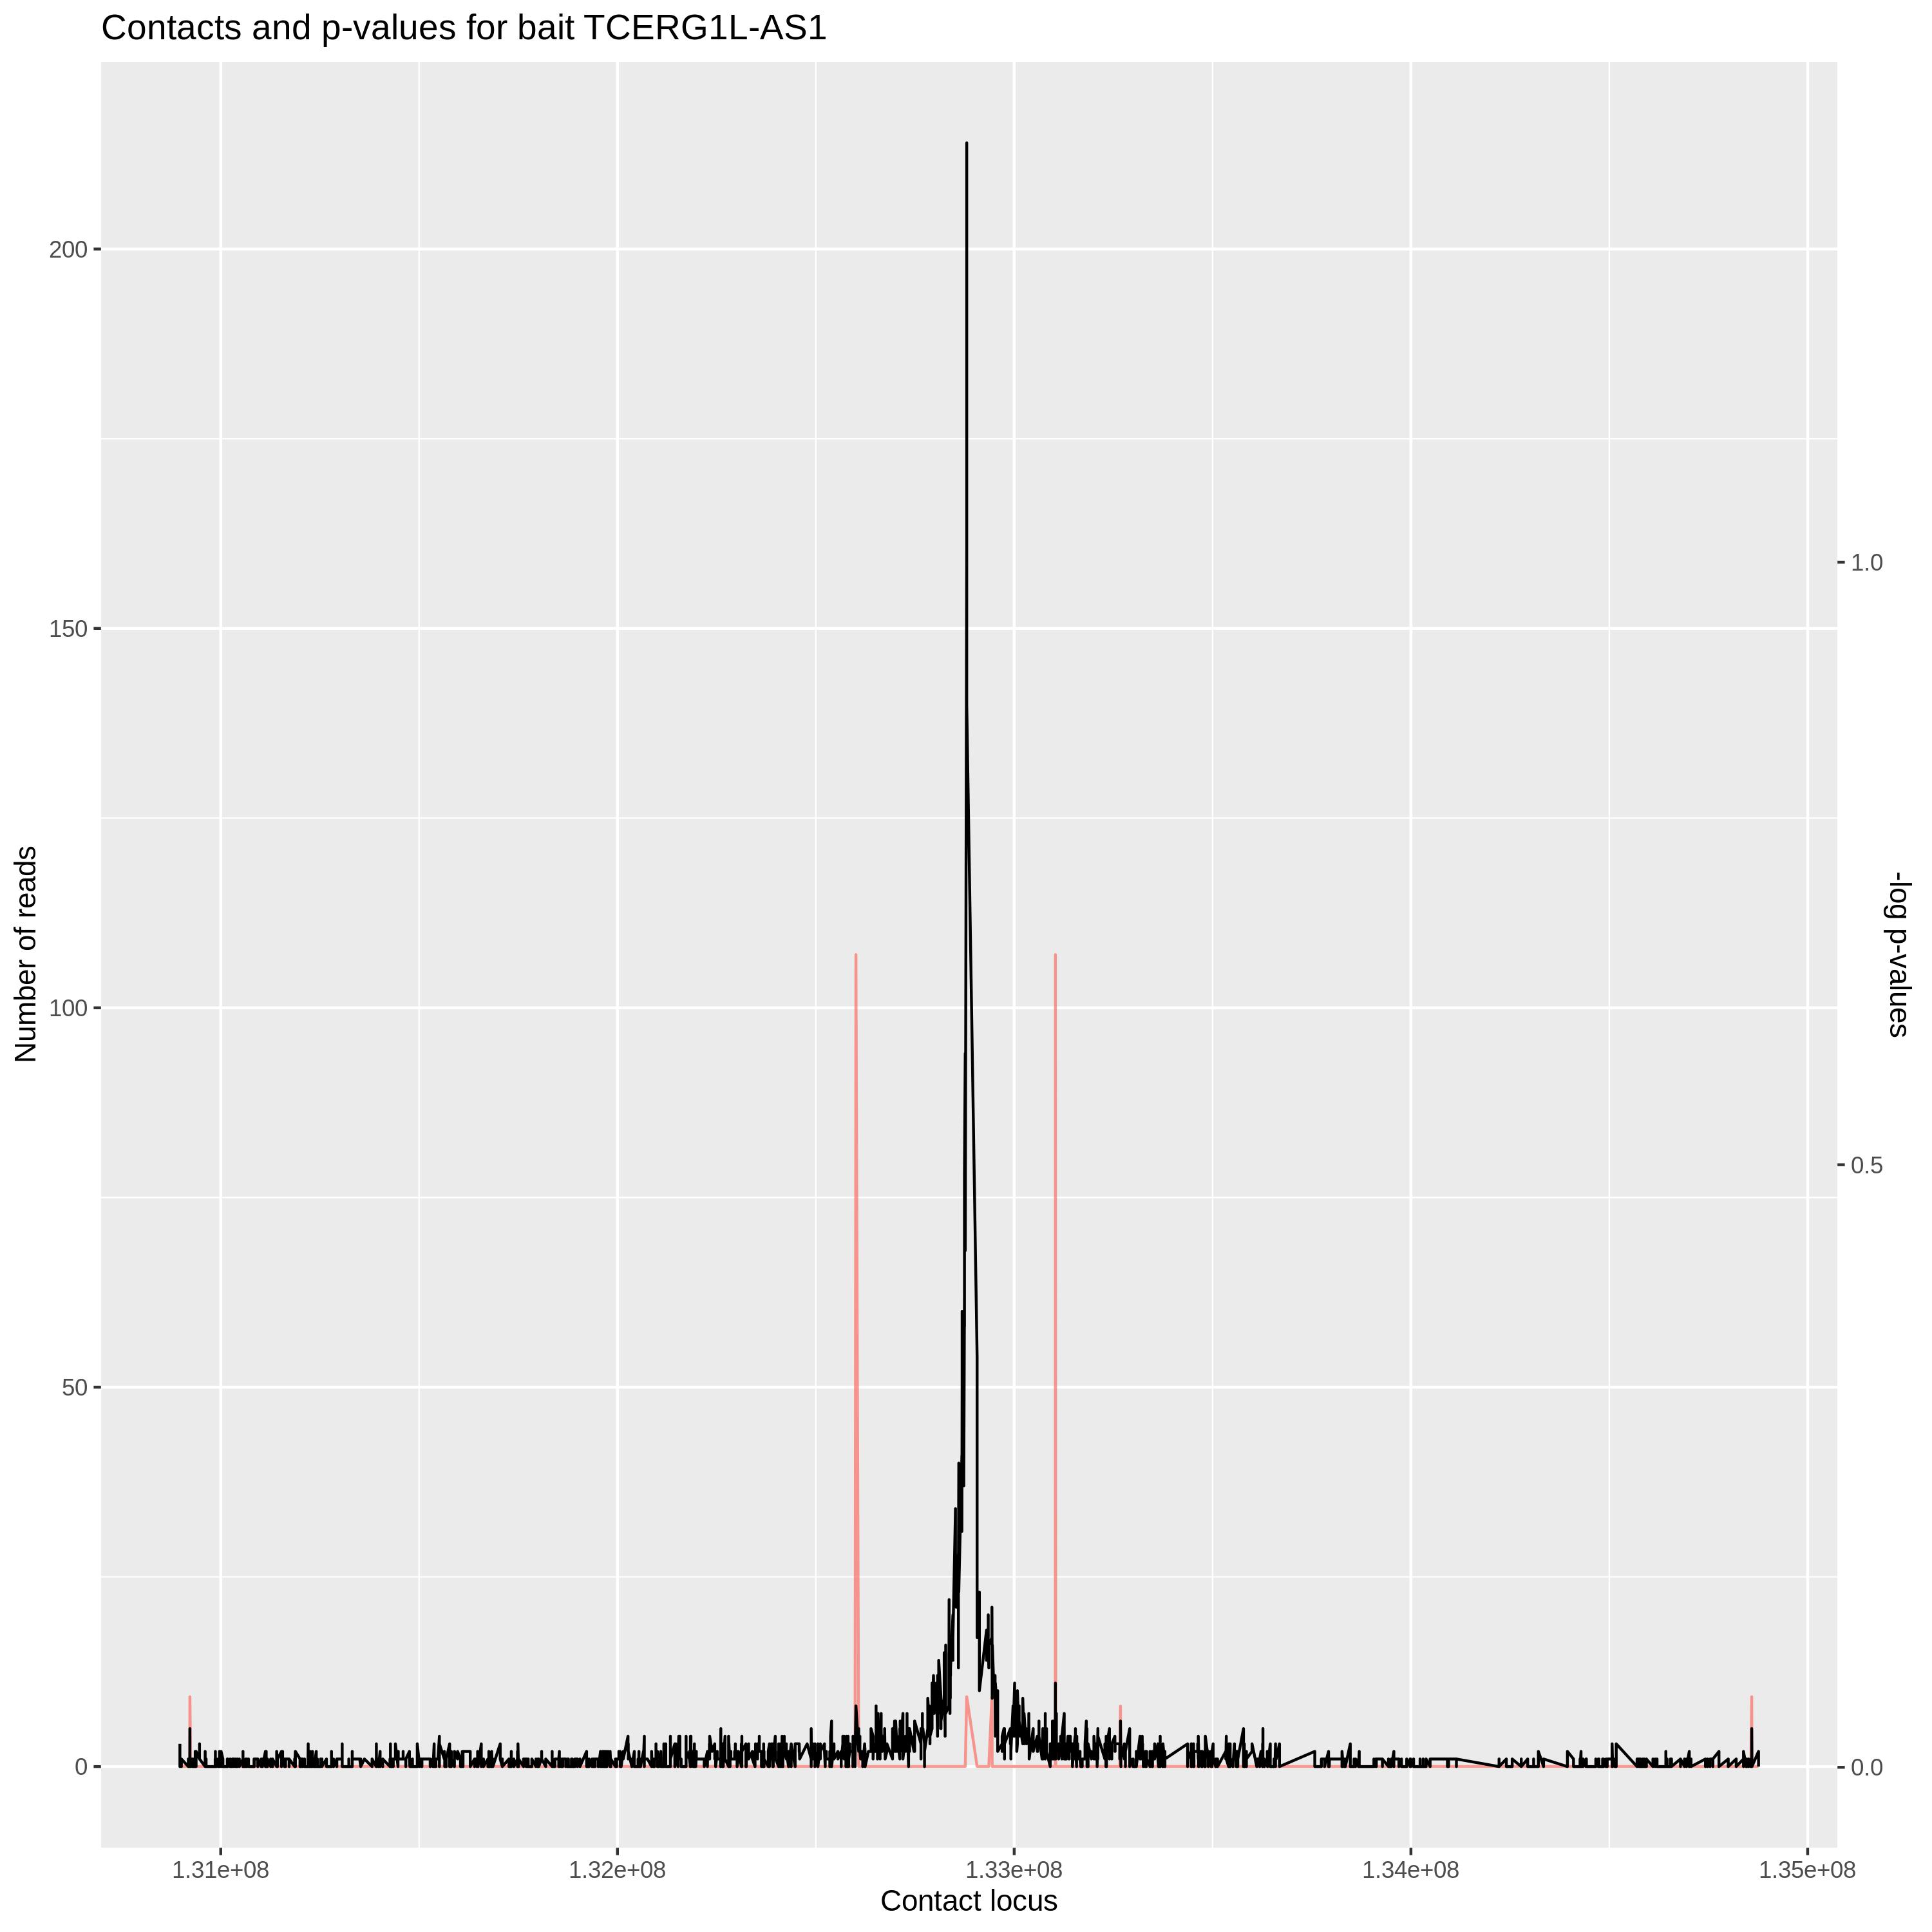 Contacts and p-values for bait TCERG1L-AS1
Number of reads
200
150
100
50
0
1.0
0.5
0.0
-log p-values
1.31e+08
1.32e+08
1.33e+08
1.34e+08
1.35e+08
Contact locus